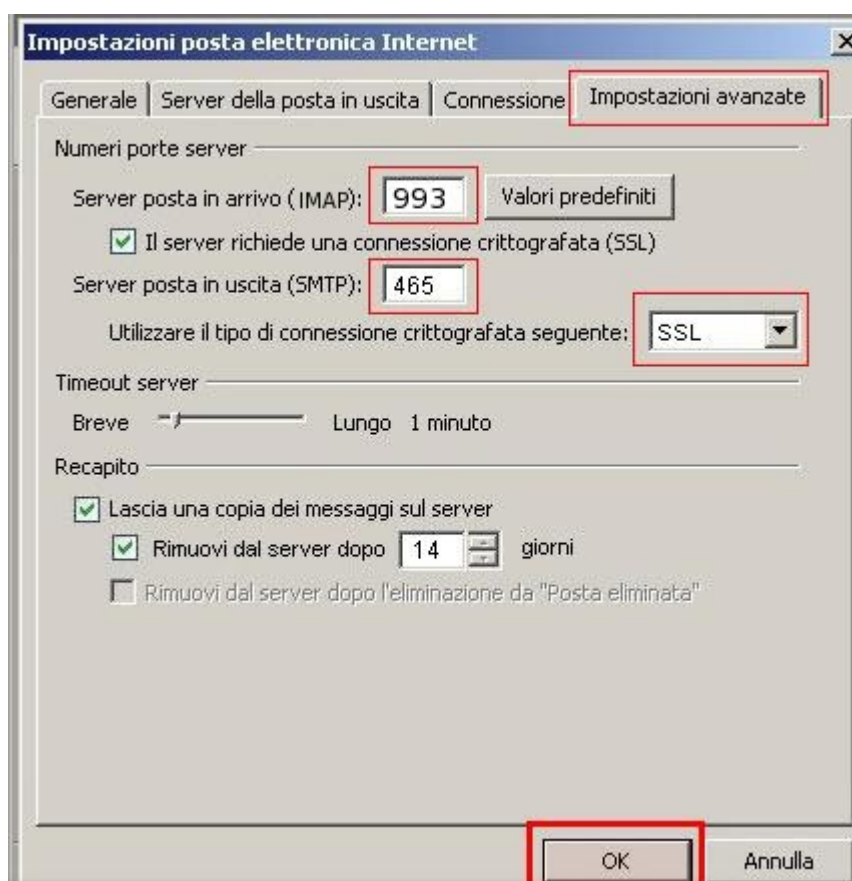 Impostazioni posta elettronica Internet
Generale Server della posta in uscita Connessione Impostazioni avanzate
Numeri porte server
Server posta in arrivo (IMAP): 993 Valori predefiniti
Il server richiede una connessione crittografata (SSL)
Server posta in uscita (SMTP): 465
Utilizzare il tipo di connessione crittografata seguente: SSL
Timeout server
Breve Lungo 1 minuto
Recapito
Lascia una copia dei messaggi sul server
Rimuovi dal server dopo 14 giorni
Rimuovi dal server dopo l'eliminazione da "Posta eliminata"
OK Annulla